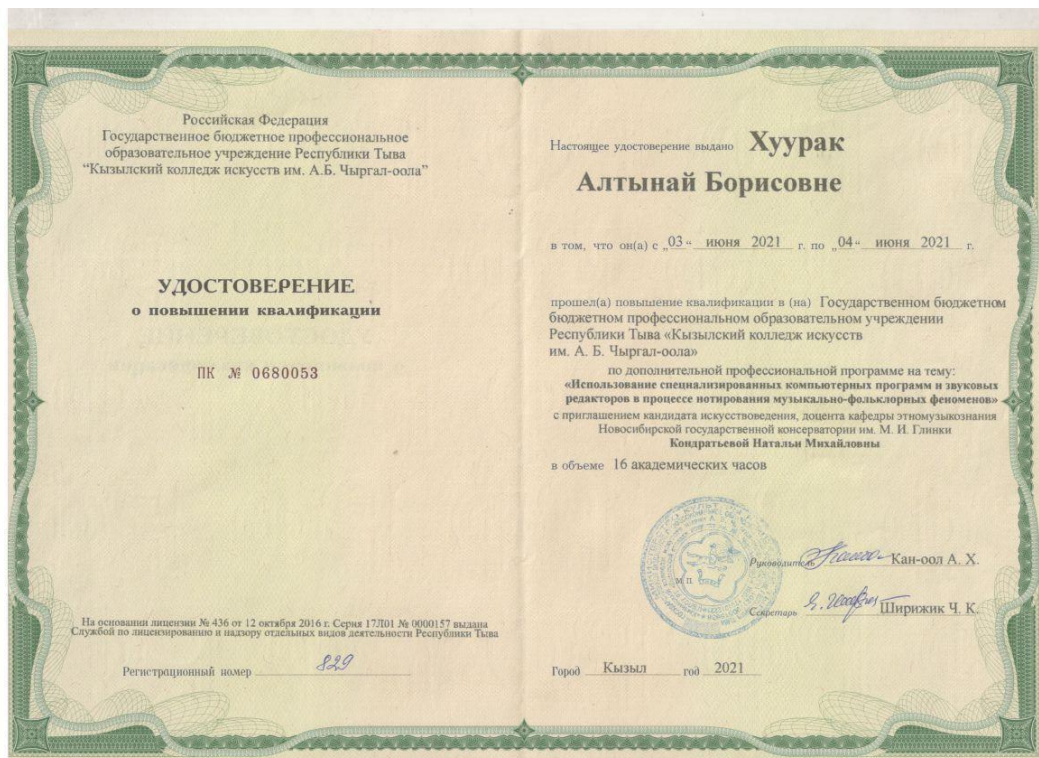 Российская Федерация
Государственное бюджетное профессиональное
образовательное учреждение Республики Тыва
“Кызылский колледж искусств им. А.Б. Чыргал-оола”
УДОСТОВЕРЕНИЕ
о повышении квалификации
ПК № 0680053
На основании лицензии № 436 от 12 октября 2016 г. Серия 17Л01 № 0000157 выдана
Службой по лицензированию и надзору отдельных видов деятельности Республики Тыва
Регистрационный номер 829
Настоящее удостоверение выдано Хуурак
Алтынай Борисовне
в том, что он(а) с „03“ июня 2021 г. по „04“ июня 2021 г.
прошел(а) повышение квалификации в (на) Государственном бюджетном
бюджетном профессиональном образовательном учреждении
Республики Тыва «Кызылский колледж искусств
им. А. Б. Чыргал-оола»
по дополнительной профессиональной программе на тему:
«Использование специализированных компьютерных программ и звуковых
редакторов в процессе нотирования музыкально-фольклорных феноменов»
с приглашением кандидата искусствоведения, доцента кафедры этномузыкознания
Новосибирской государственной консерватории им. М. И. Глинки
Кондратьевой Натальи Михайловны
в объеме 16 академических часов
М.П.
Руководитель Кан-оол А. Х.
Секретарь Ширижик Ч. К.
Город Кызыл год 2021